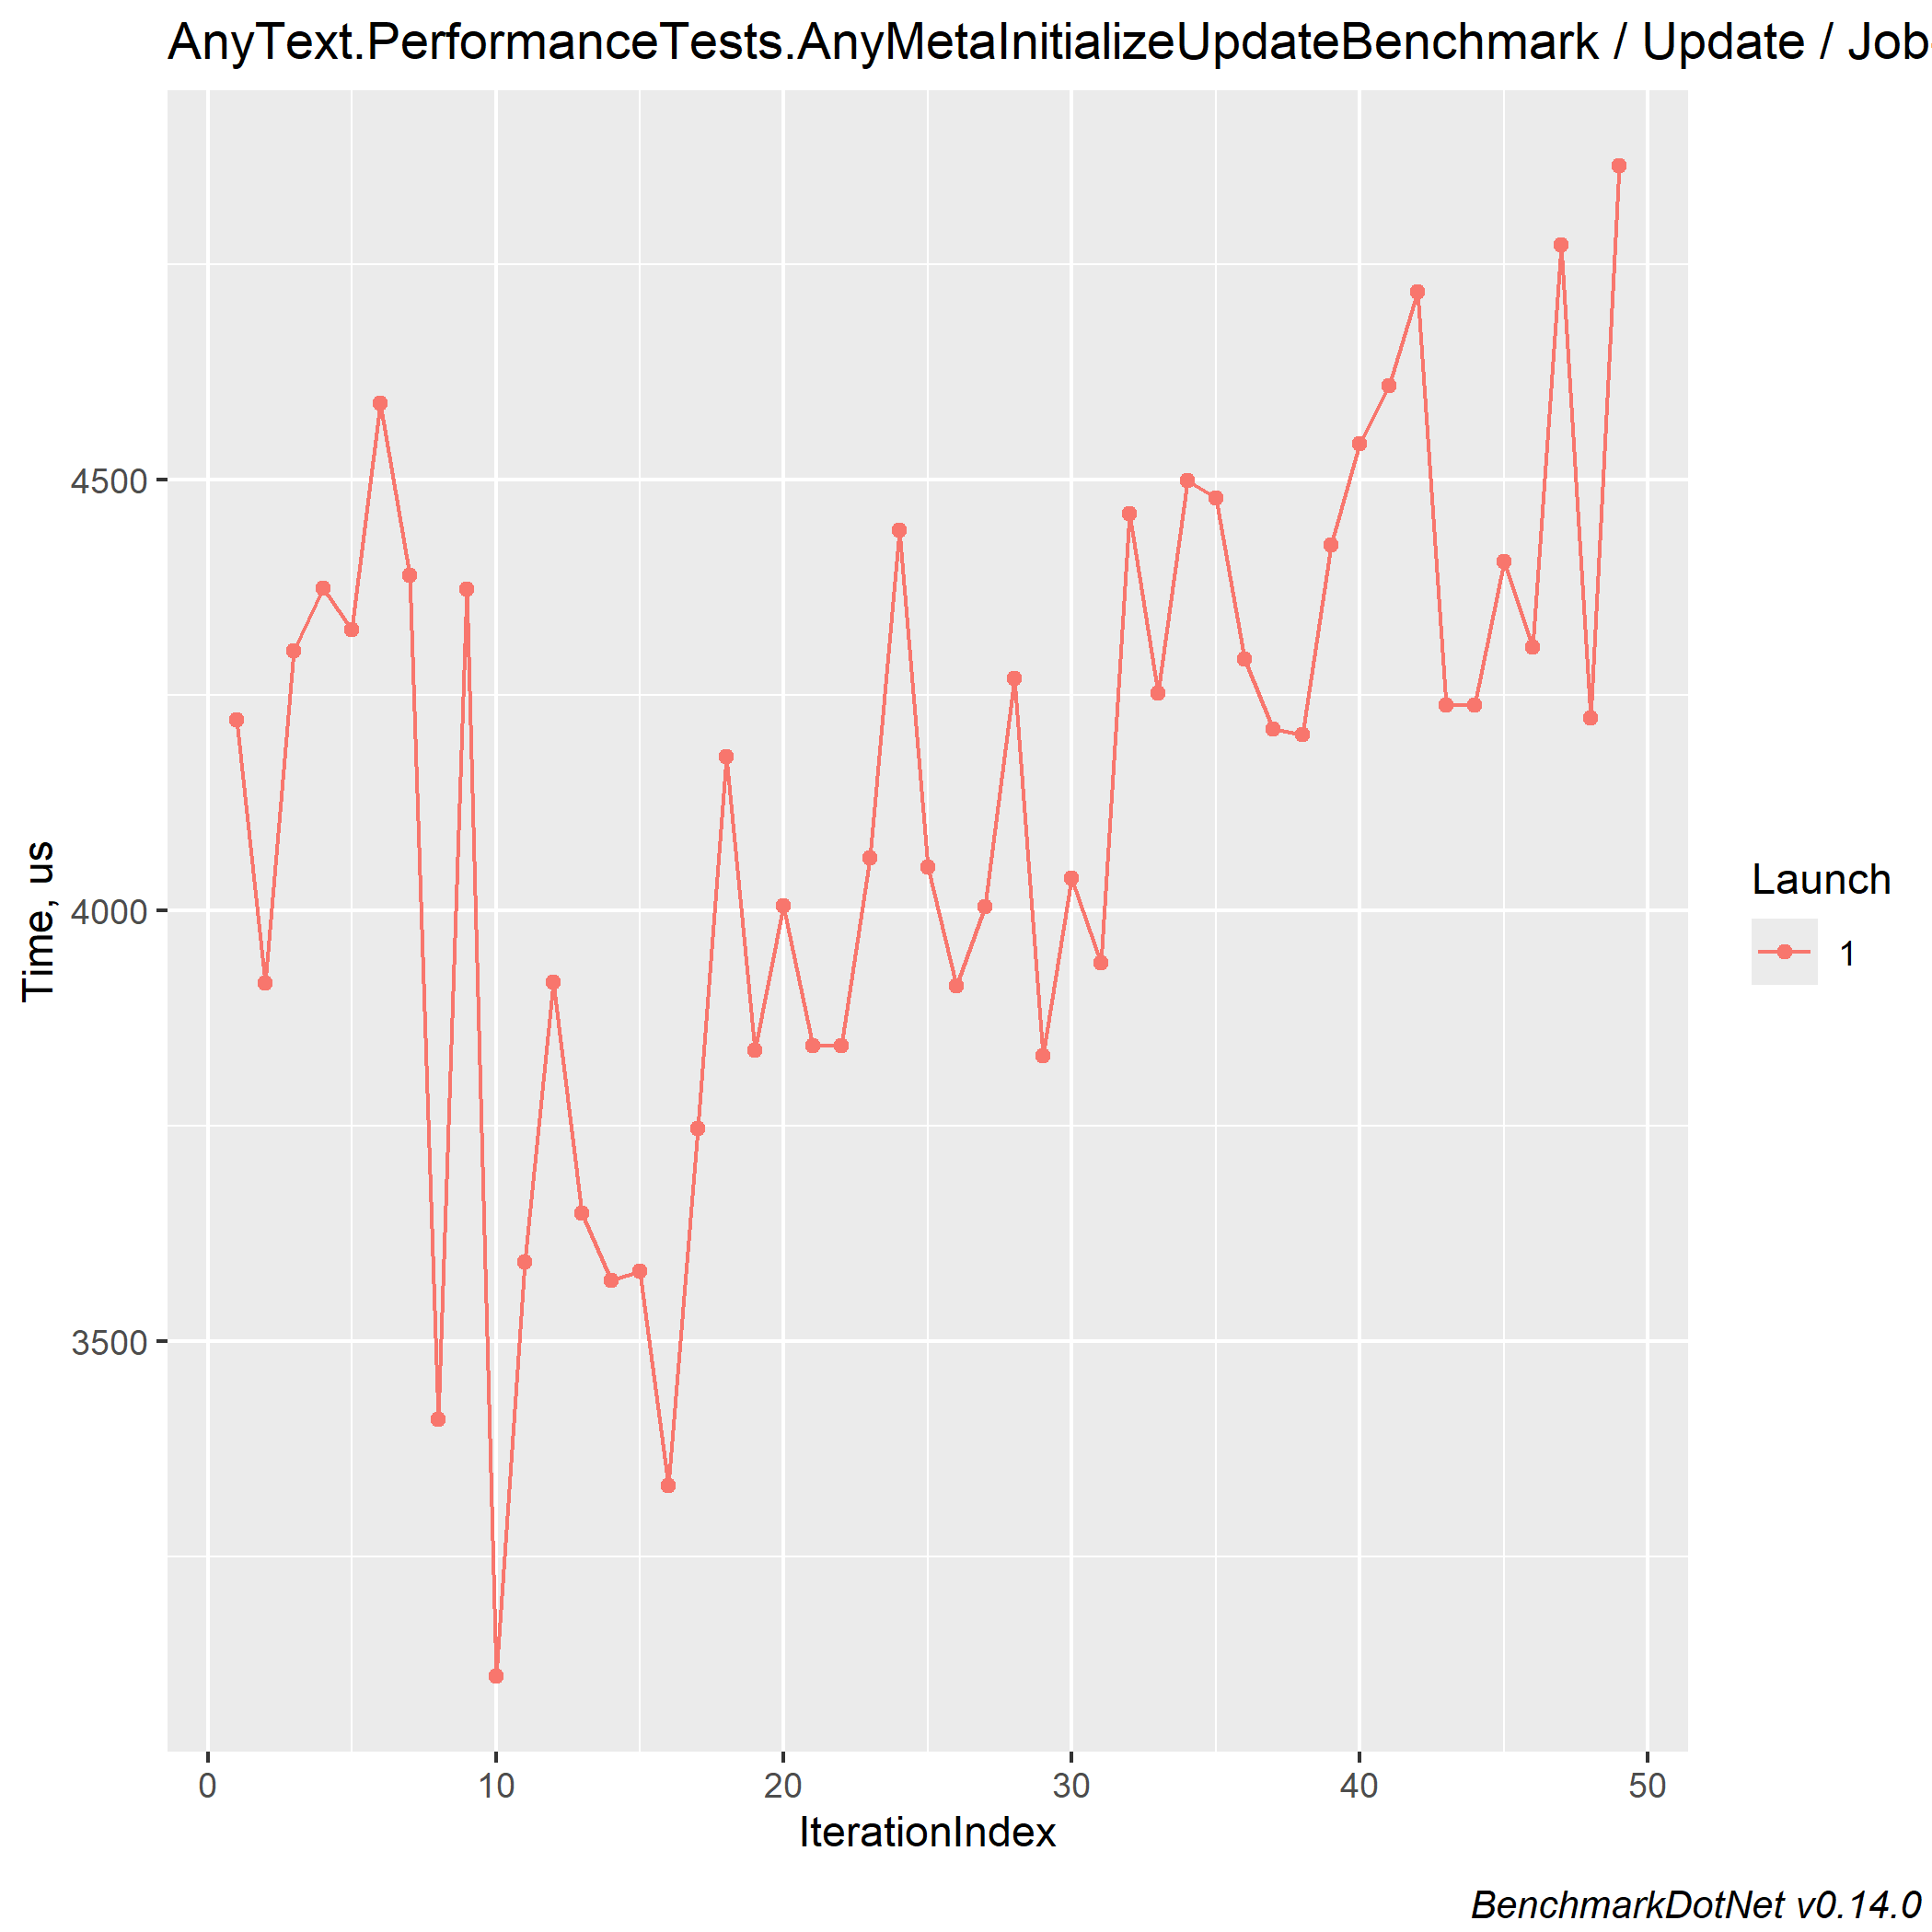 AnyText.PerformanceTests.AnyMetaInitializeUpdateBenchmark / Update / Job
4500
4000
3500
Time, us
0 10 20 30 40 50
IterationIndex
Launch
1
BenchmarkDotNet v0.14.0